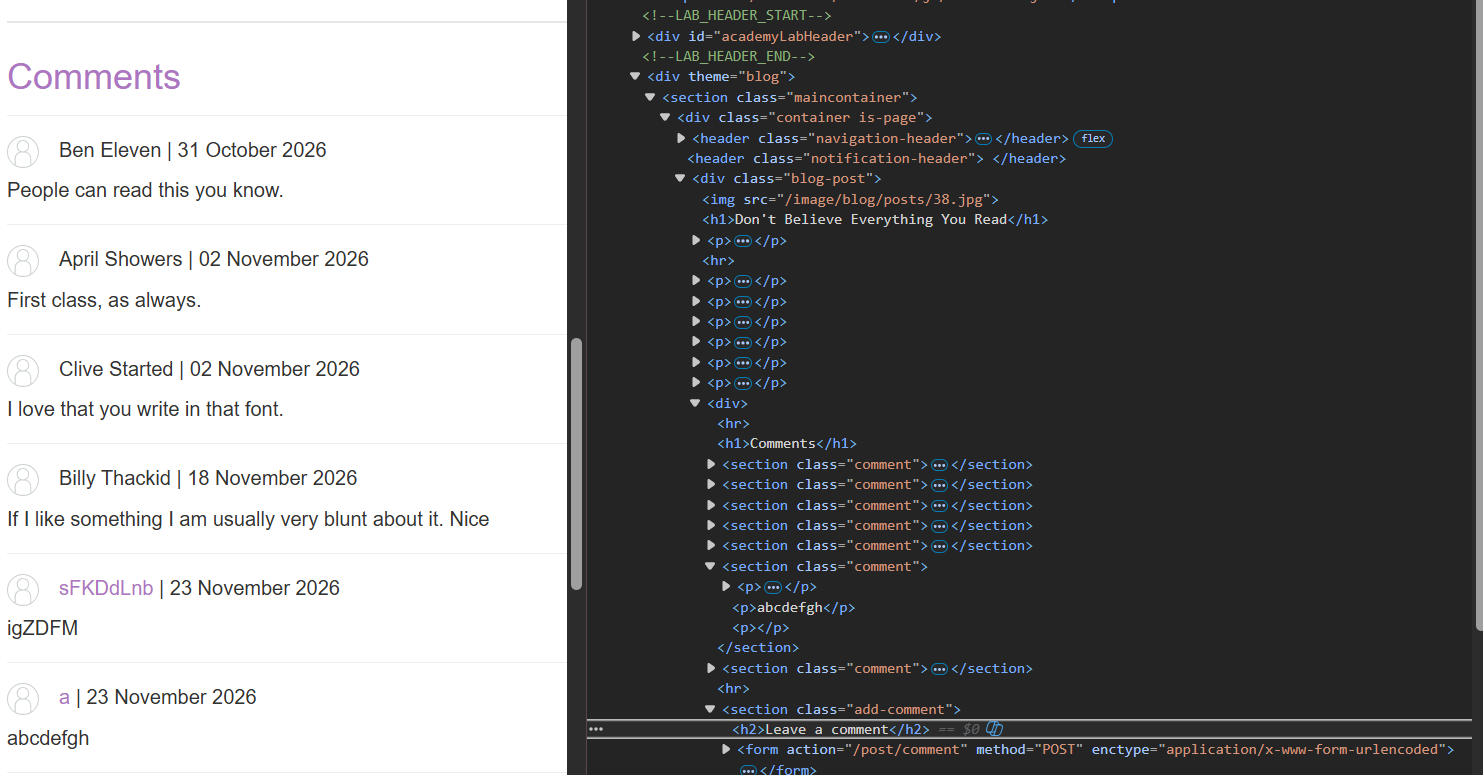 Comments
Ben Eleven | 31 October 2026
People can read this you know.
April Showers | 02 November 2026
First class, as always.
Clive Started | 02 November 2026
I love that you write in that font.
Billy Thackid | 18 November 2026
If I like something I am usually very blunt about it. Nice
sFKDdLnb | 23 November 2026
igZDFM
a | 23 November 2026
abcdefgh
<!--LAB_HEADER_START-->
<div id="academyLabHeader">…</div>
<!--LAB_HEADER_END-->
<div theme="blog">
<section class="maincontainer">
<div class="container is-page">
<header class="navigation-header">…</header> flex
<header class="notification-header"> </header>
<div class="blog-post">
<img src="/image/blog/posts/38.jpg">
<h1>Don't Believe Everything You Read</h1>
<p>…</p>
<hr>
<p>…</p>
<p>…</p>
<p>…</p>
<p>…</p>
<p>…</p>
<p>…</p>
<div>
<hr>
<h1>Comments</h1>
<section class="comment">…</section>
<section class="comment">…</section>
<section class="comment">…</section>
<section class="comment">…</section>
<section class="comment">…</section>
<section class="comment">
<p>…</p>
<p>abcdefgh</p>
<p></p>
</section>
<section class="comment">…</section>
<hr>
<section class="add-comment">
… <h2>Leave a comment</h2> == $0
<form action="/post/comment" method="POST" enctype="application/x-www-form-urlencoded">
…</form>